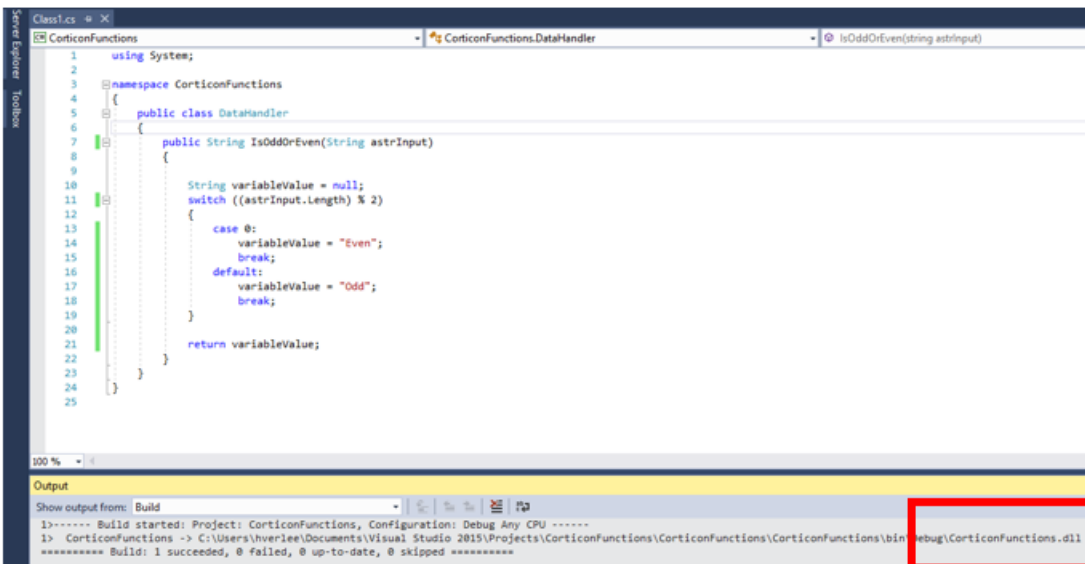 Server Explorer
Toolbox
Class1.cs
CorticonFunctions
CorticonFunctions.DataHandler
IsOddOrEven(string astrInput)
1 using System;
2
3 namespace CorticonFunctions
4 {
5 public class DataHandler
6 {
7 public String IsOddOrEven(String astrInput)
8 {
9
10 String variableValue = null;
11 switch ((astrInput.Length) % 2)
12 {
13 case 0:
14 variableValue = "Even";
15 break;
16 default:
17 variableValue = "Odd";
18 break;
19 }
20
21 return variableValue;
22 }
23 }
24 }
25
100 %
Output
Show output from: Build
1>------ Build started: Project: CorticonFunctions, Configuration: Debug Any CPU ------
1> CorticonFunctions -> C:\Users\hverlee\Documents\Visual Studio 2015\Projects\CorticonFunctions\CorticonFunctions\CorticonFunctions\bin\Debug\CorticonFunctions.dll
========== Build: 1 succeeded, 0 failed, 0 up-to-date, 0 skipped ==========